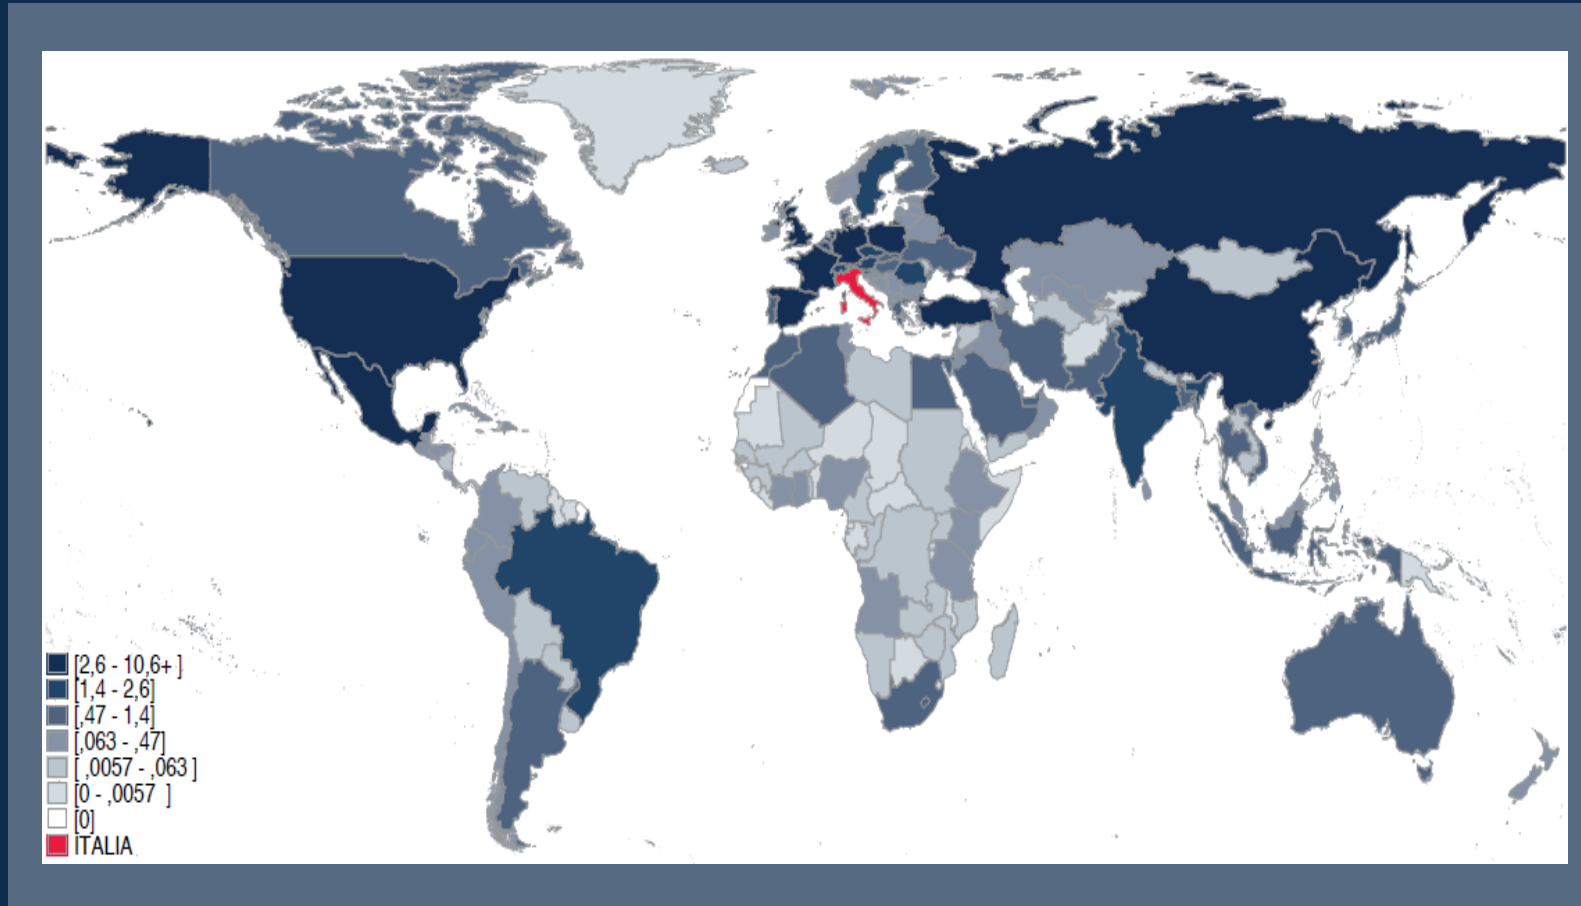 [2,6 - 10,6+ ]
[1,4 - 2,6]
[,47 - 1,4]
[,063 - ,47]
[ ,0057 - ,063 ]
[0 - ,0057  ]
[0]
ITALIA